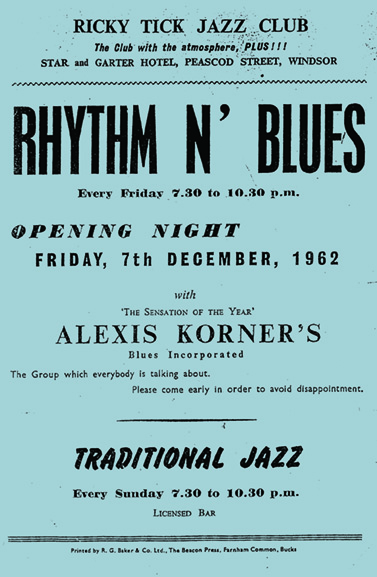 RICKY TICK JAZZ CLUB
The Club with the atmosphere, PLUS!!!
STAR and GARTER HOTEL, PEASCOD STREET, WINDSOR
RHYTHM N' BLUES
Every Friday 7.30 to 10.30 p.m.
OPENING NIGHT
FRIDAY, 7th DECEMBER, 1962
with
'THE SENSATION OF THE YEAR'
ALEXIS KORNER'S
Blues Incorporated
The Group which everybody is talking about.
Please come early in order to avoid disappointment.
TRADITIONAL JAZZ
Every Sunday 7.30 to 10.30 p.m.
LICENSED BAR
Printed by R. G. Baker & Co. Ltd., The Beacon Press, Farnham Common, Bucks